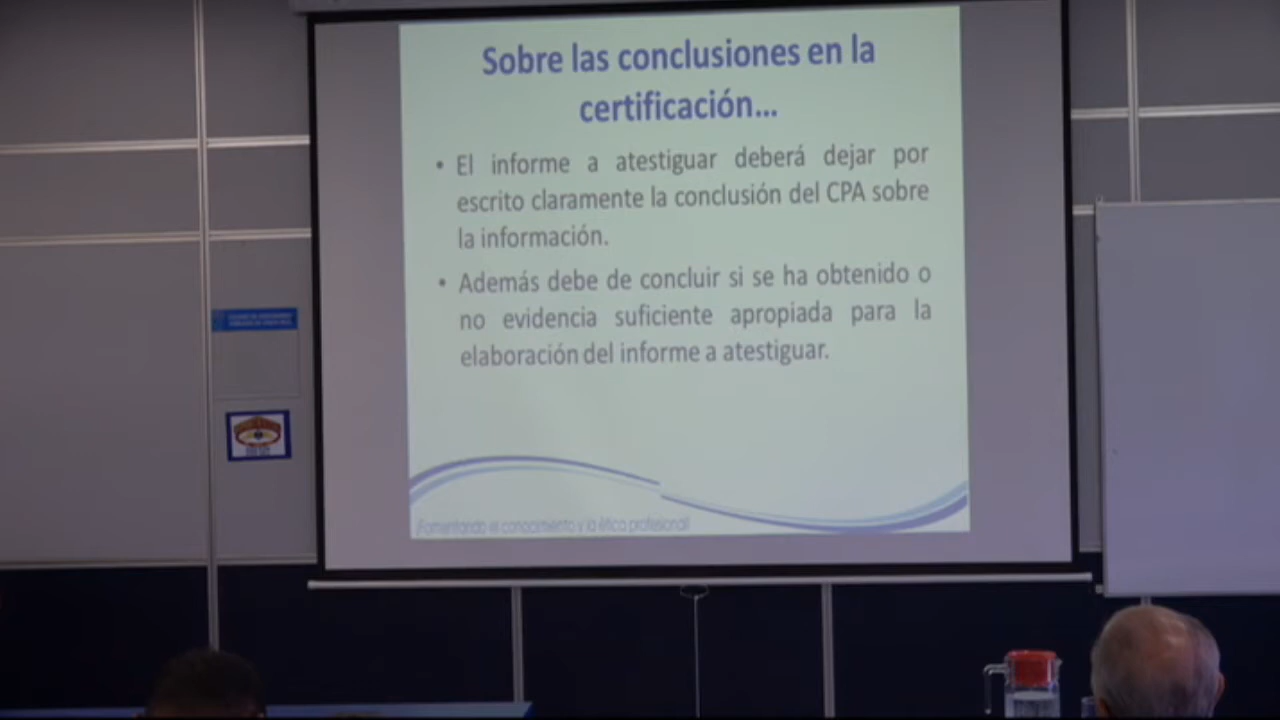 Sobre las conclusiones en la
certificación...
• El informe a atestiguar deberá dejar por
escrito claramente la conclusión del CPA sobre
la información.
• Además debe de concluir si se ha obtenido o
no evidencia suficiente apropiada para la
elaboración del informe a atestiguar.
¡Fomentando el conocimiento y la ética profesional!